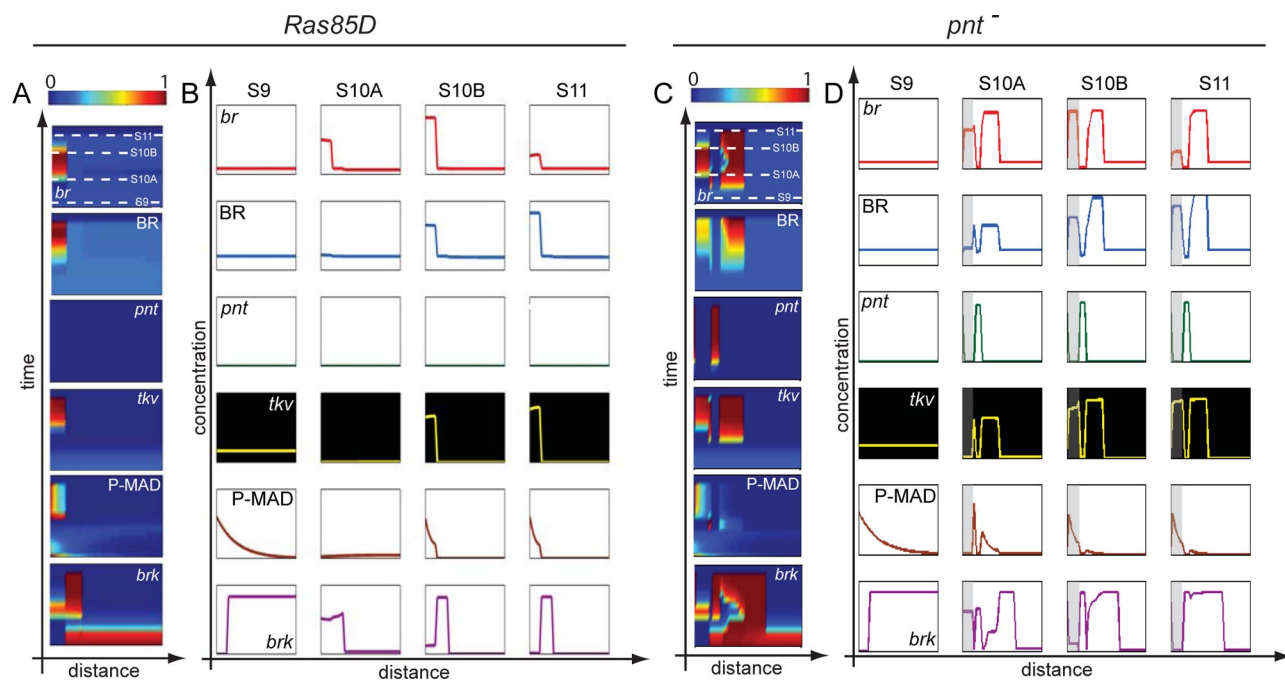 Ras85D
pnt -
A
0 1
B
S9 S10A S10B S11
C
0 1
D
S9 S10A S10B S11
S11
S10B
S10A
br
S9
BR
pnt
tkv
P-MAD
brk
time
distance
br
BR
pnt
tkv
P-MAD
brk
concentration
distance
S11
S10B
S10A
br
S9
BR
pnt
tkv
P-MAD
brk
time
distance
br
BR
pnt
tkv
P-MAD
brk
concentration
distance